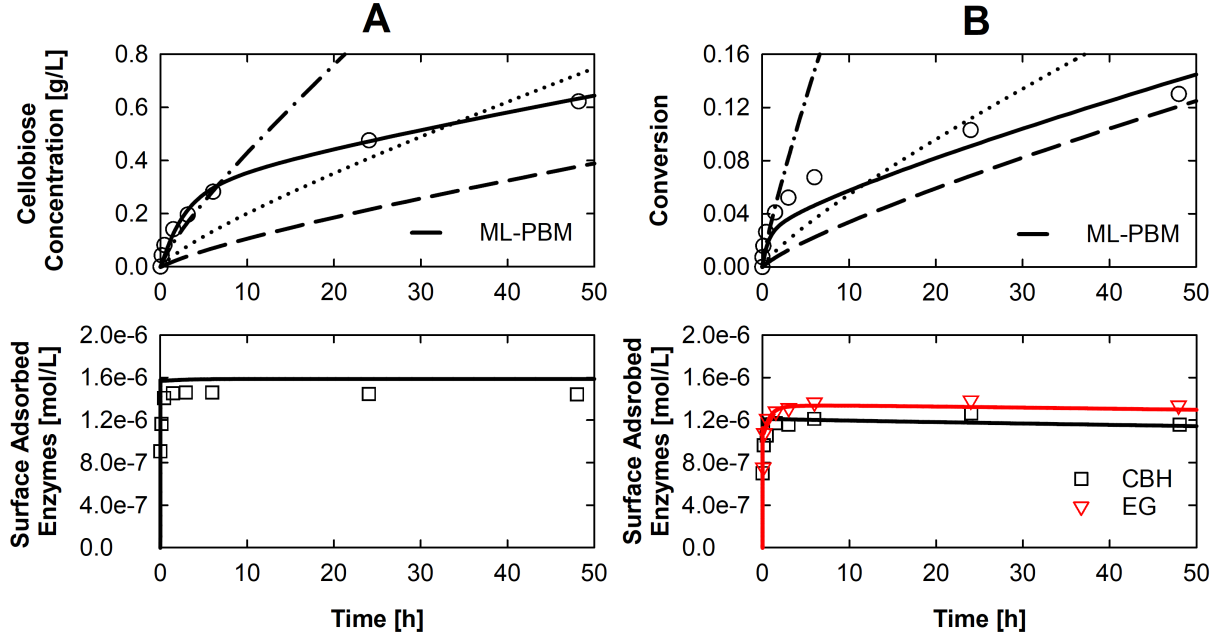 A
B
Cellobiose
Concentration [g/L]
0.8
0.6
0.4
0.2
0.0
ML-PBM
0 10 20 30 40 50
Conversion
0.16
0.12
0.08
0.04
0.00
ML-PBM
0 10 20 30 40 50
Surface Adsorbed
Enzymes [mol/L]
2.0e-6
1.6e-6
1.2e-6
8.0e-7
4.0e-7
0.0
0 10 20 30 40 50
Time [h]
Surface Adsrobed
Enzymes [mol/L]
2.0e-6
1.6e-6
1.2e-6
8.0e-7
4.0e-7
0.0
CBH
EG
0 10 20 30 40 50
Time [h]